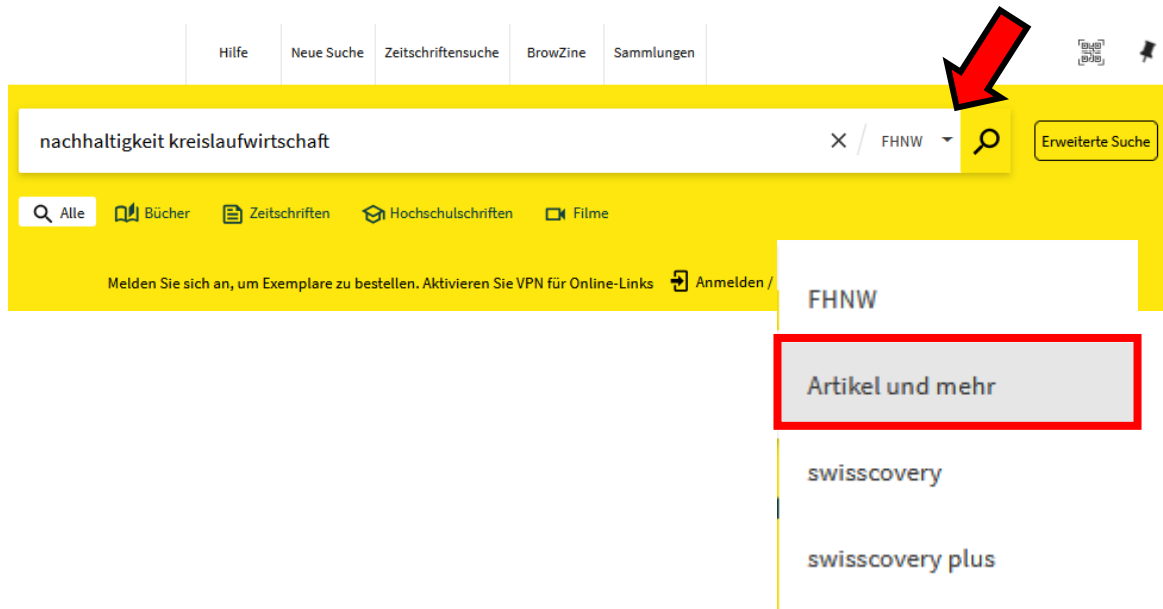 Hilfe Neue Suche Zeitschriftensuche BrowZine Sammlungen
nachhaltigkeit kreislaufwirtschaft FHNW Erweiterte Suche
Alle Bücher Zeitschriften Hochschulschriften Filme
Melden Sie sich an, um Exemplare zu bestellen. Aktivieren Sie VPN für Online-Links Anmelden /
FHNW
Artikel und mehr
swisscovery
swisscovery plus